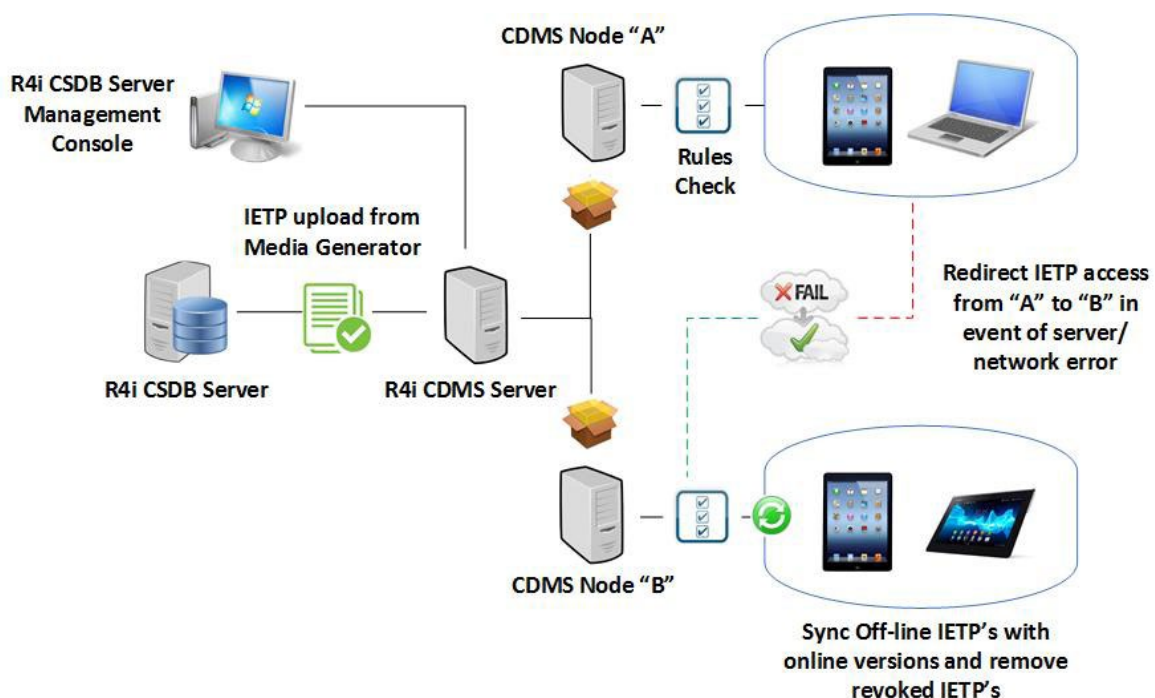 CDMS Node “A”
R4i CSDB Server
Management
Console
Rules
Check
IETP upload from
Media Generator
FAIL
Redirect IETP access
from “A” to “B” in
event of server/
network error
R4i CSDB Server
R4i CDMS Server
CDMS Node “B”
Sync Off-line IETP’s with
online versions and remove
revoked IETP’s